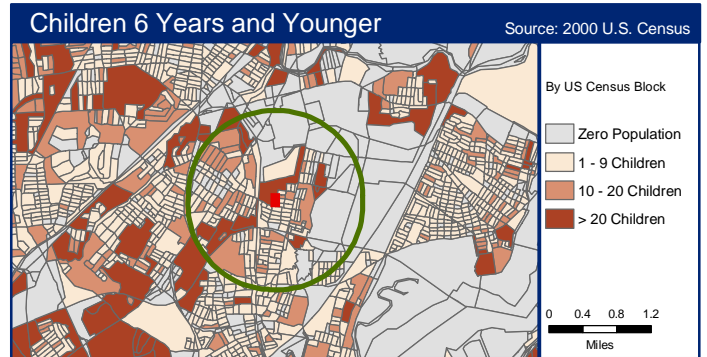 Children 6 Years and Younger
Source: 2000 U.S. Census
By US Census Block
Zero Population
1 - 9 Children
10 - 20 Children
> 20 Children
0 0.4 0.8 1.2
Miles